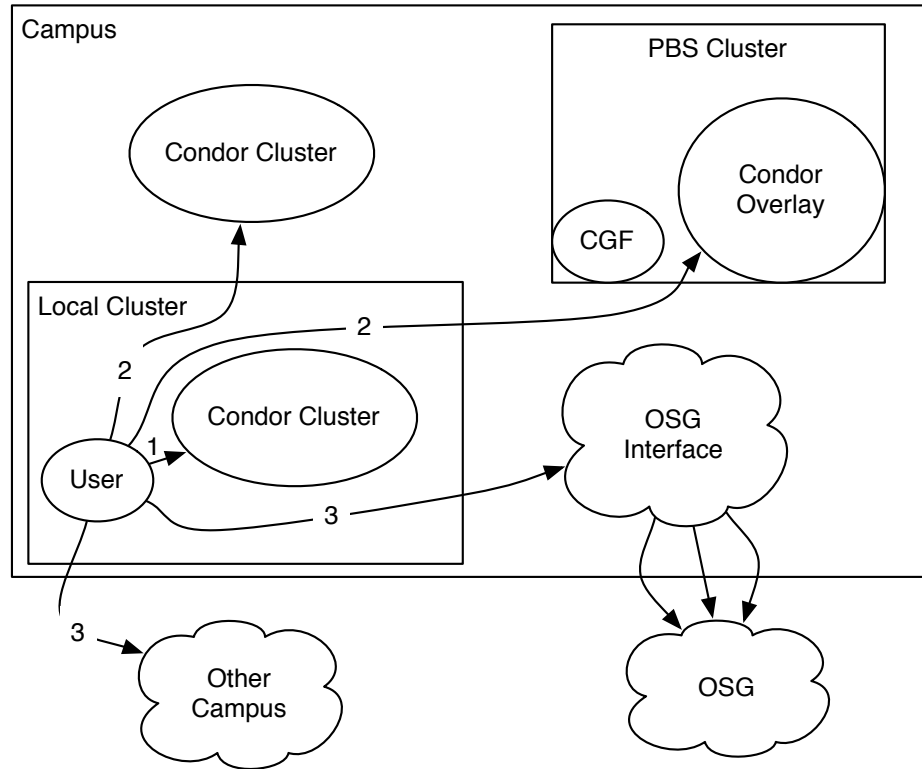 Campus
PBS Cluster
Condor Cluster
Condor
Overlay
CGF
Local Cluster
2
2
Condor Cluster
1
User
OSG
Interface
3
3
Other
Campus
OSG